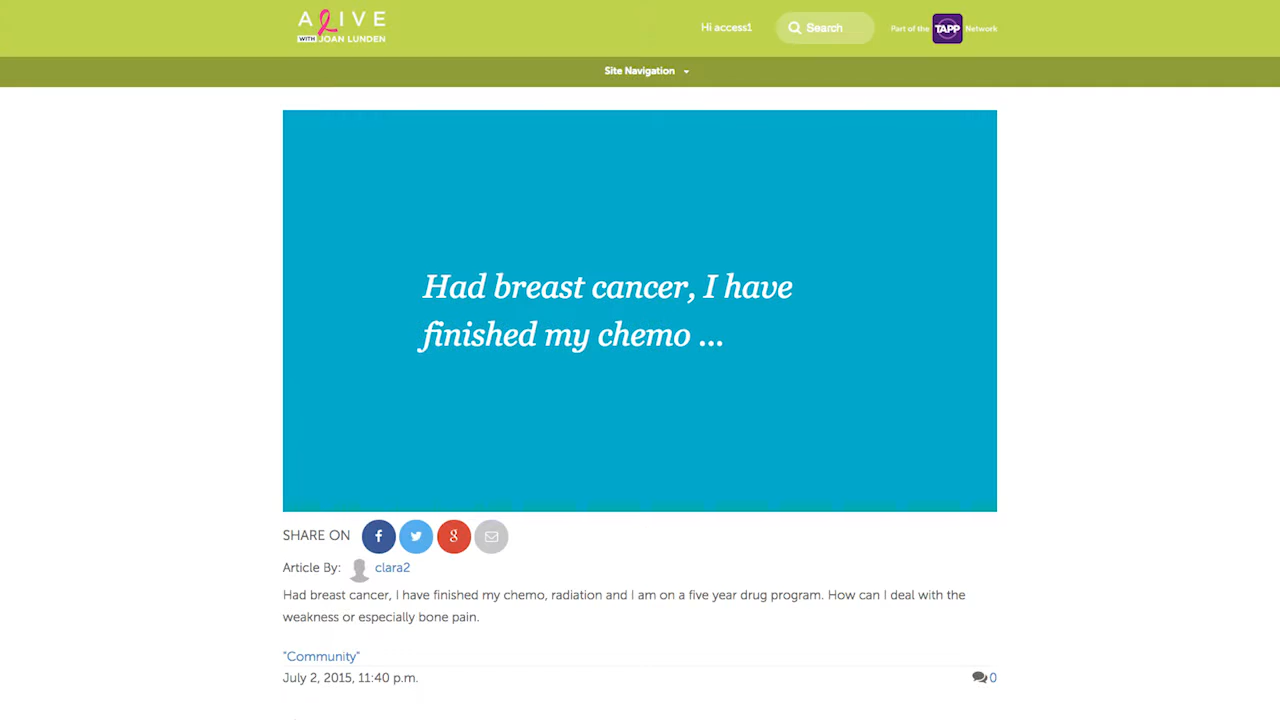 ALIVE
WITH JOAN LUNDEN
Hi access1
Search
Part of the TAPP Network
Site Navigation
Had breast cancer, I have
finished my chemo ...
SHARE ON
Article By: clara2
Had breast cancer, I have finished my chemo, radiation and I am on a five year drug program. How can I deal with the
weakness or especially bone pain.
"Community"
July 2, 2015, 11:40 p.m.
0